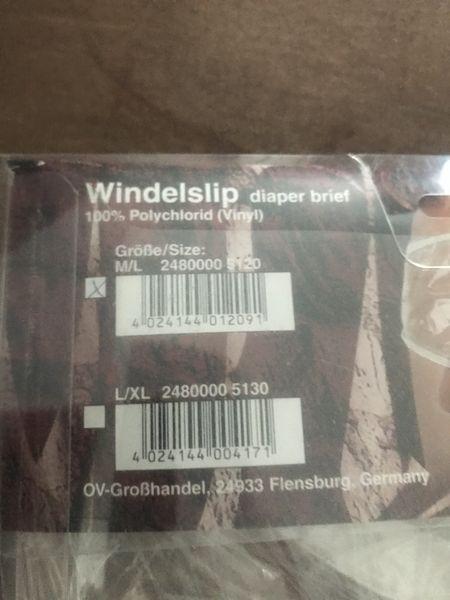 Windelslip diaper brief
100% Polychlorid (Vinyl)
Größe/Size:
M/L 2480000 5120
4 024144 012091
L/XL 2480000 5130
4 024144 004171
OV-Großhandel, 24933 Flensburg, Germany